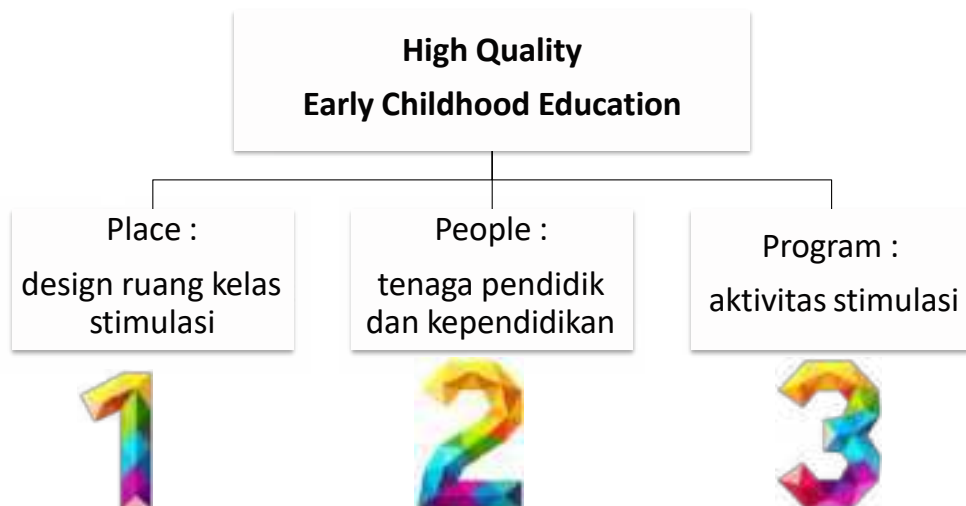 High Quality
Early Childhood Education
Place :
design ruang kelas
stimulasi
1
People :
tenaga pendidik
dan kependidikan
2
Program :
aktivitas stimulasi
3